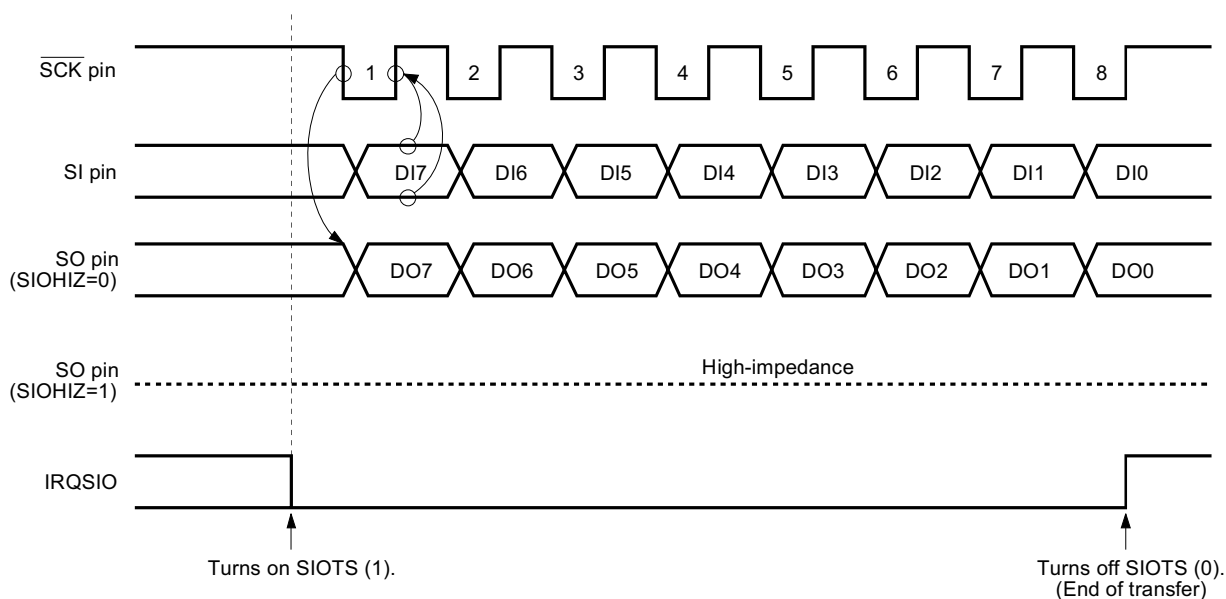 SCK pin
1 2 3 4 5 6 7 8
SI pin
DI7 DI6 DI5 DI4 DI3 DI2 DI1 DI0
SO pin
(SIOHIZ=0)
DO7 DO6 DO5 DO4 DO3 DO2 DO1 DO0
SO pin
(SIOHIZ=1)
High-impedance
IRQSIO
Turns on SIOTS (1).
Turns off SIOTS (0).
(End of transfer)